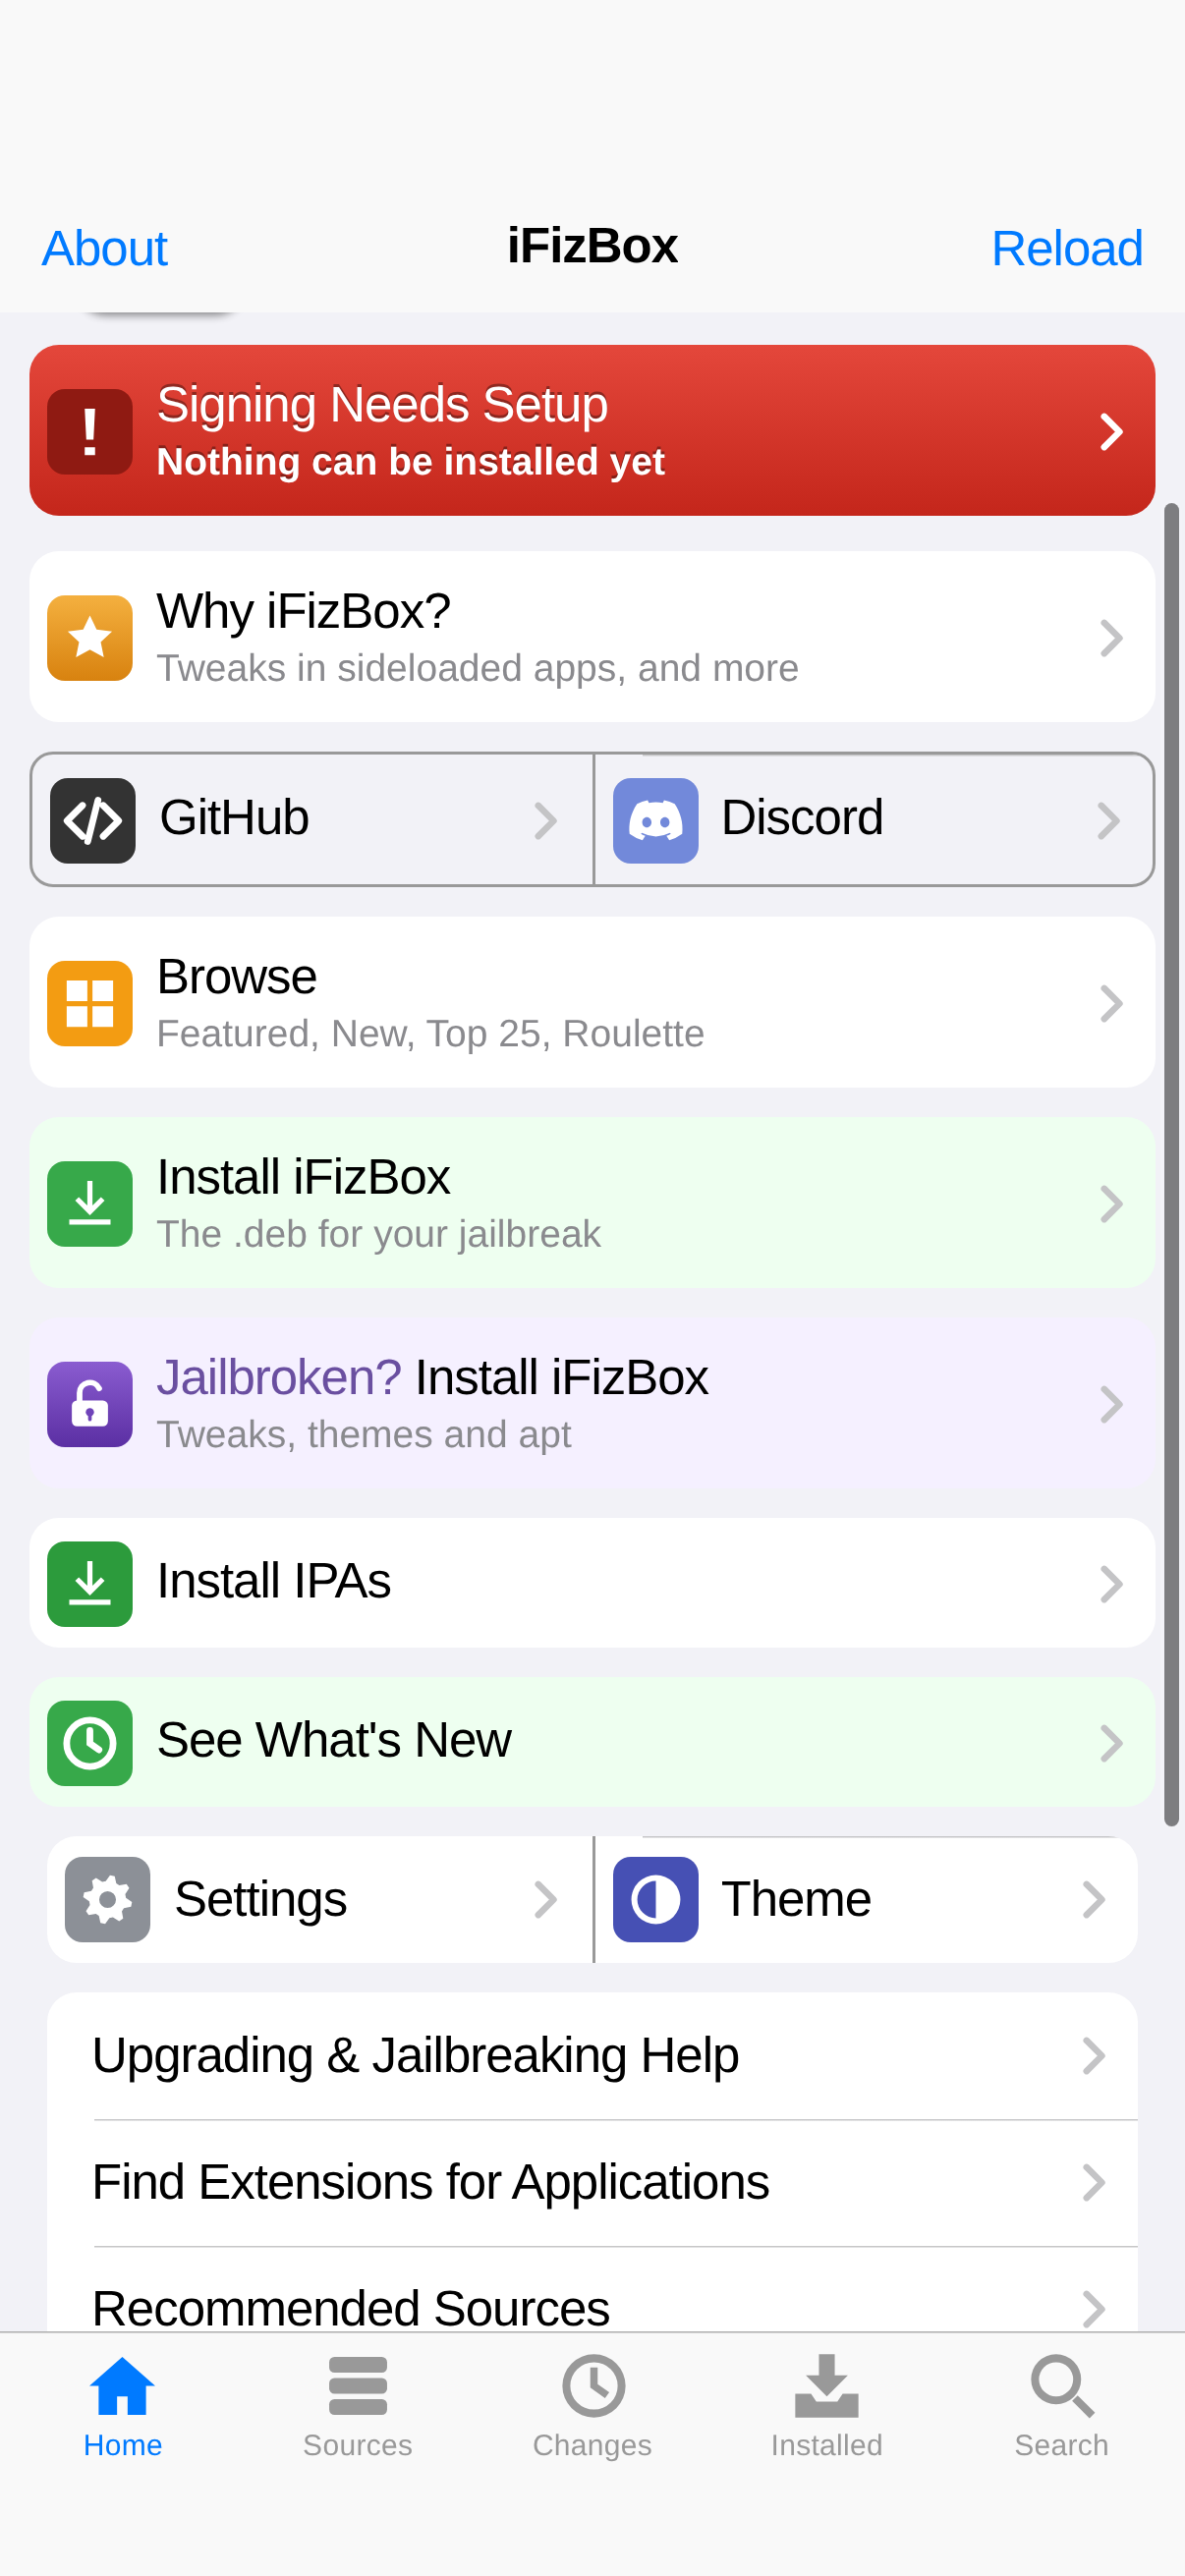 About
iFizBox
Reload
!
Signing Needs Setup
Nothing can be installed yet
Why iFizBox?
Tweaks in sideloaded apps, and more
GitHub
Discord
Browse
Featured, New, Top 25, Roulette
Install iFizBox
The .deb for your jailbreak
Jailbroken? Install iFizBox
Tweaks, themes and apt
Install IPAs
See What's New
Settings
Theme
Upgrading & Jailbreaking Help
Find Extensions for Applications
Recommended Sources
Home
Sources
Changes
Installed
Search